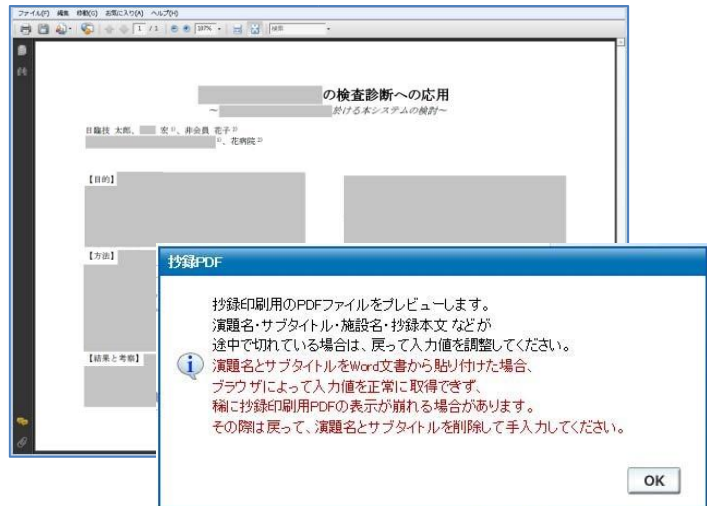 ファイル(F) 編集 移動(G) お気に入り(A) ヘルプ(H)
1 / 1 287% 検索
の検査診断への応用
～ 於ける本システムの検討～
日臨技 太郎、 宏 1)、非会員 花子 2)
1)、花病院 2)
【目的】
【方法】
【結果と考察】
抄録PDF
抄録印刷用のPDFファイルをプレビューします。
演題名・サブタイトル・施設名・抄録本文 などが
途中で切れている場合は、戻って入力値を調整してください。
演題名とサブタイトルをWord文書から貼り付けた場合、
ブラウザによって入力値を正常に取得できず、
稀に抄録印刷用PDFの表示が崩れる場合があります。
その際は戻って、演題名とサブタイトルを削除して手入力してください。
OK